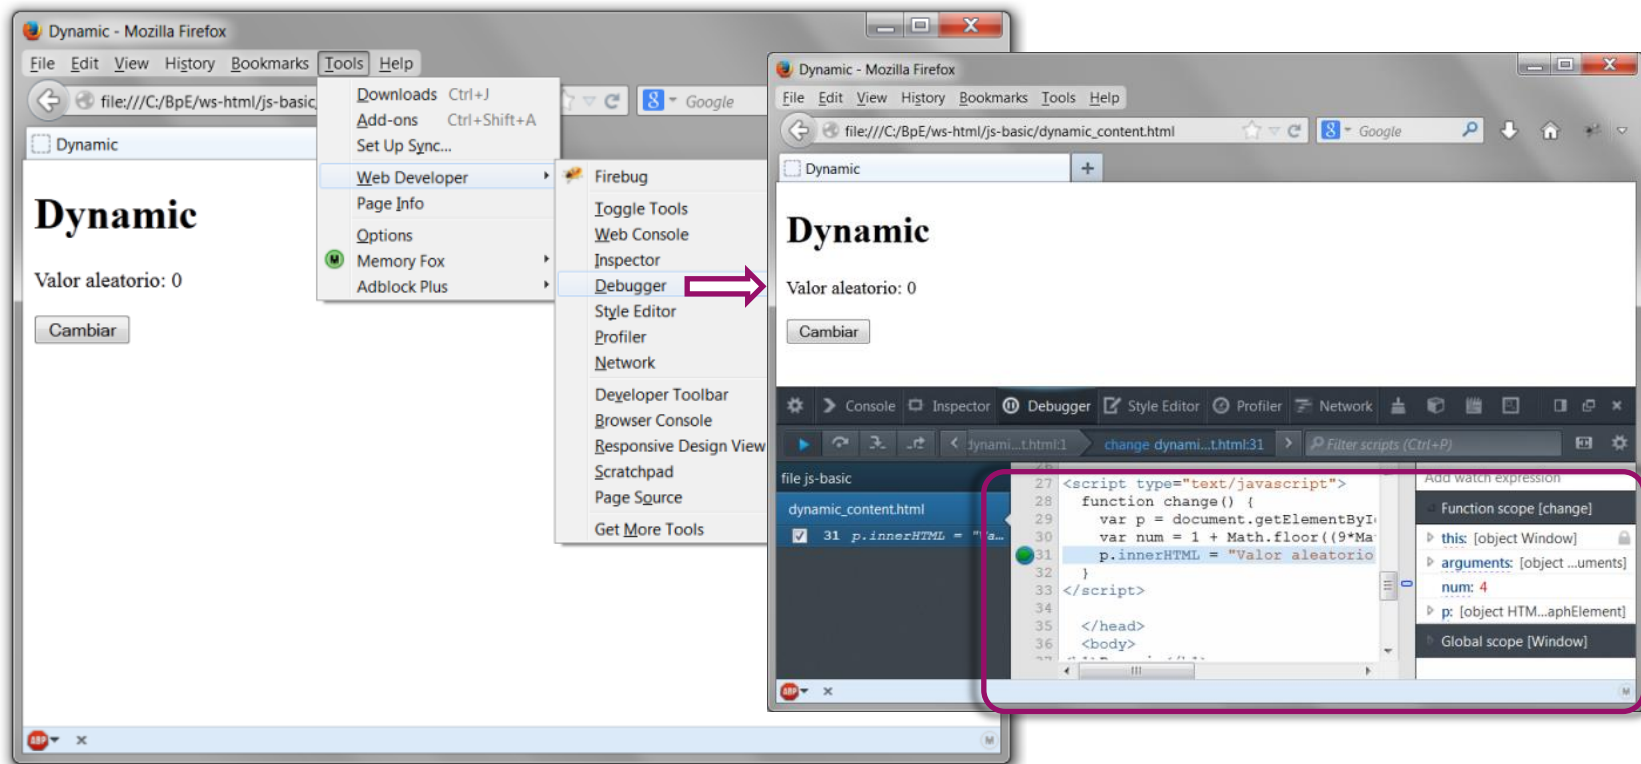 Dynamic - Mozilla Firefox
File Edit View History Bookmarks Tools Help
file:///C:/BpE/ws-html/js-basic
Google
Dynamic
Dynamic
Valor aleatorio: 0
Cambiar
Downloads Ctrl+J
Add-ons Ctrl+Shift+A
Set Up Sync...
Web Developer
Page Info
Options
Memory Fox
Adblock Plus
Firebug
Toggle Tools
Web Console
Inspector
Debugger
Style Editor
Profiler
Network
Developer Toolbar
Browser Console
Responsive Design View
Scratchpad
Page Source
Get More Tools
ABP
Dynamic - Mozilla Firefox
File Edit View History Bookmarks Tools Help
file:///C:/BpE/ws-html/js-basic/dynamic_content.html
Google
Dynamic
Dynamic
Valor aleatorio: 0
Cambiar
Console Inspector Debugger Style Editor Profiler Network
dynami...t.html:1 change dynami...t.html:31 Filter scripts (Ctrl+P)
file js-basic
dynamic_content.html
31 p.innerHTML = "Va...
26
27 <script type="text/javascript">
28 function change() {
29 var p = document.getElementById
30 var num = 1 + Math.floor((9*Ma
31 p.innerHTML = "Valor aleatorio
32 }
33 </script>
34
35 </head>
36 <body>
Add watch expression
Function scope [change]
this: [object Window]
arguments: [object ...uments]
num: 4
p: [object HTM...aphElement]
Global scope [Window]
ABP